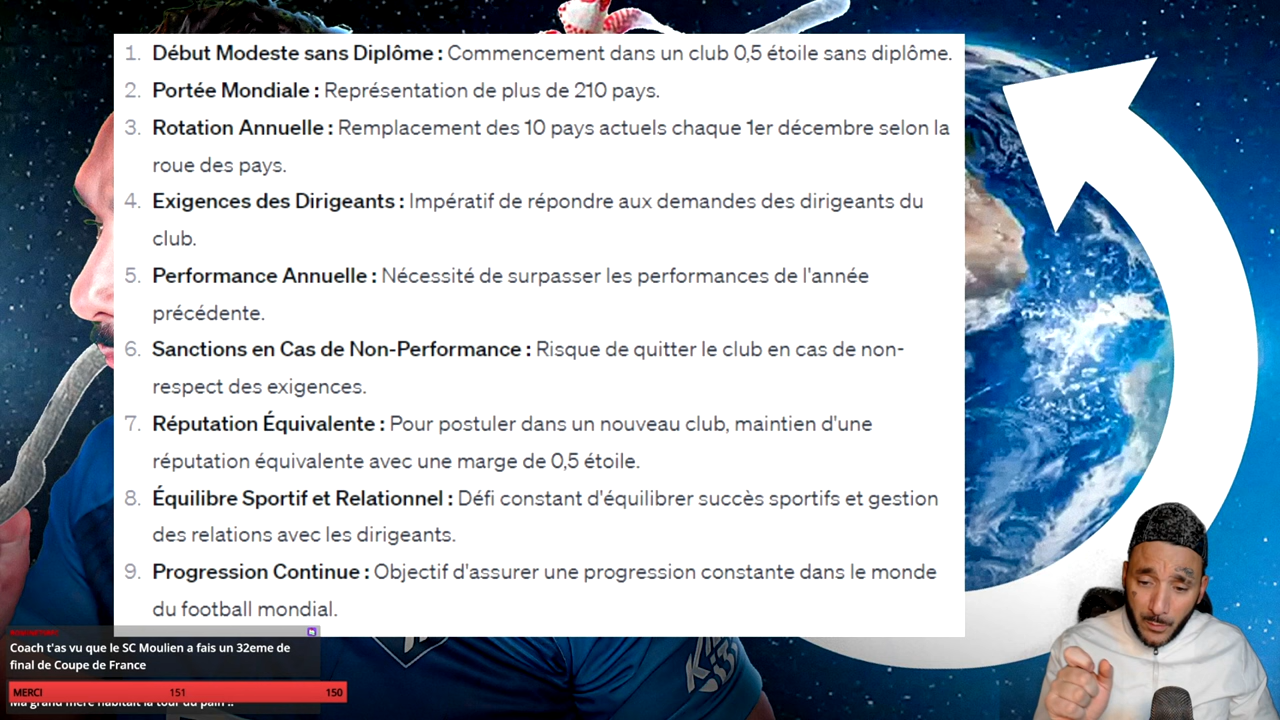 1. Début Modeste sans Diplôme : Commencement dans un club 0,5 étoile sans diplôme.
2. Portée Mondiale : Représentation de plus de 210 pays.
3. Rotation Annuelle : Remplacement des 10 pays actuels chaque 1er décembre selon la
roue des pays.
4. Exigences des Dirigeants : Impératif de répondre aux demandes des dirigeants du
club.
5. Performance Annuelle : Nécessité de surpasser les performances de l'année
précédente.
6. Sanctions en Cas de Non-Performance : Risque de quitter le club en cas de non-
respect des exigences.
7. Réputation Équivalente : Pour postuler dans un nouveau club, maintien d'une
réputation équivalente avec une marge de 0,5 étoile.
8. Équilibre Sportif et Relationnel : Défi constant d'équilibrer succès sportifs et gestion
des relations avec les dirigeants.
9. Progression Continue : Objectif d'assurer une progression constante dans le monde
du football mondial.
Coach t'as vu que le SC Moulien a fais un 32eme de
final de Coupe de France
MERCI 151 150
Ma grand mère habitait la tour du pain !!